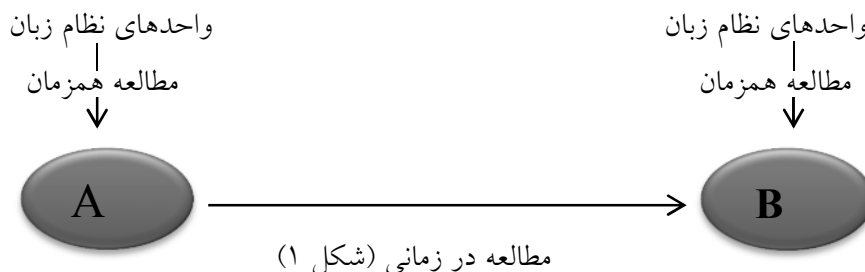 واحدهای نظام زبان
واحدهای نظام زبان
مطالعه همزمان
مطالعه همزمان
A
B
مطالعه در زمانی (شکل ۱)